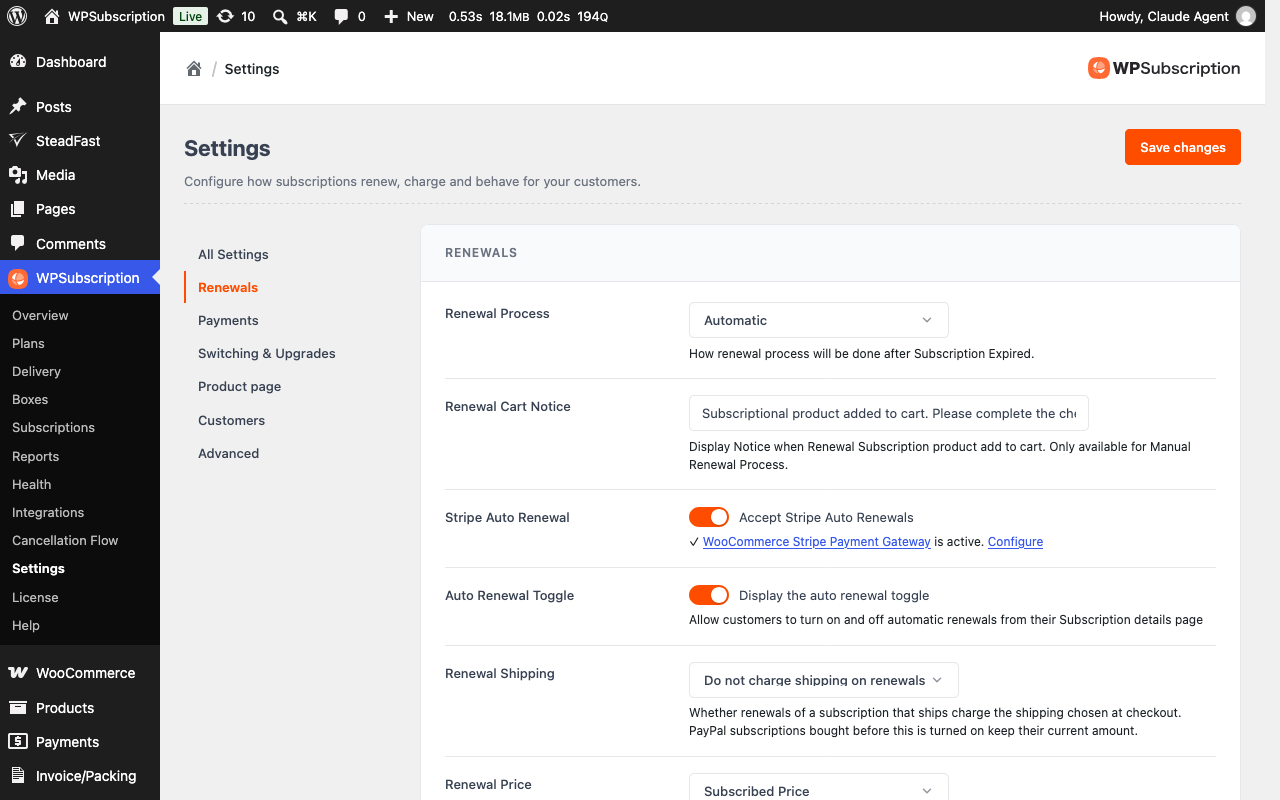 WPSubscription Live 10 ⌘K 0 New 0.53s 18.1MB 0.02s 194Q Howdy, Claude Agent
Dashboard
Posts
SteadFast
Media
Pages
Comments
WPSubscription
Overview
Plans
Delivery
Boxes
Subscriptions
Reports
Health
Integrations
Cancellation Flow
Settings
License
Help
WooCommerce
Products
Payments
Invoice/Packing
/ Settings
WPSubscription
Settings
Save changes
Configure how subscriptions renew, charge and behave for your customers.
All Settings
Renewals
Payments
Switching & Upgrades
Product page
Customers
Advanced
RENEWALS
Renewal Process
Automatic
How renewal process will be done after Subscription Expired.
Renewal Cart Notice
Subscriptional product added to cart. Please complete the che
Display Notice when Renewal Subscription product add to cart. Only available for Manual
Renewal Process.
Stripe Auto Renewal
Accept Stripe Auto Renewals
✓ WooCommerce Stripe Payment Gateway is active. Configure
Auto Renewal Toggle
Display the auto renewal toggle
Allow customers to turn on and off automatic renewals from their Subscription details page
Renewal Shipping
Do not charge shipping on renewals
Whether renewals of a subscription that ships charge the shipping chosen at checkout.
PayPal subscriptions bought before this is turned on keep their current amount.
Renewal Price
Subscribed Price